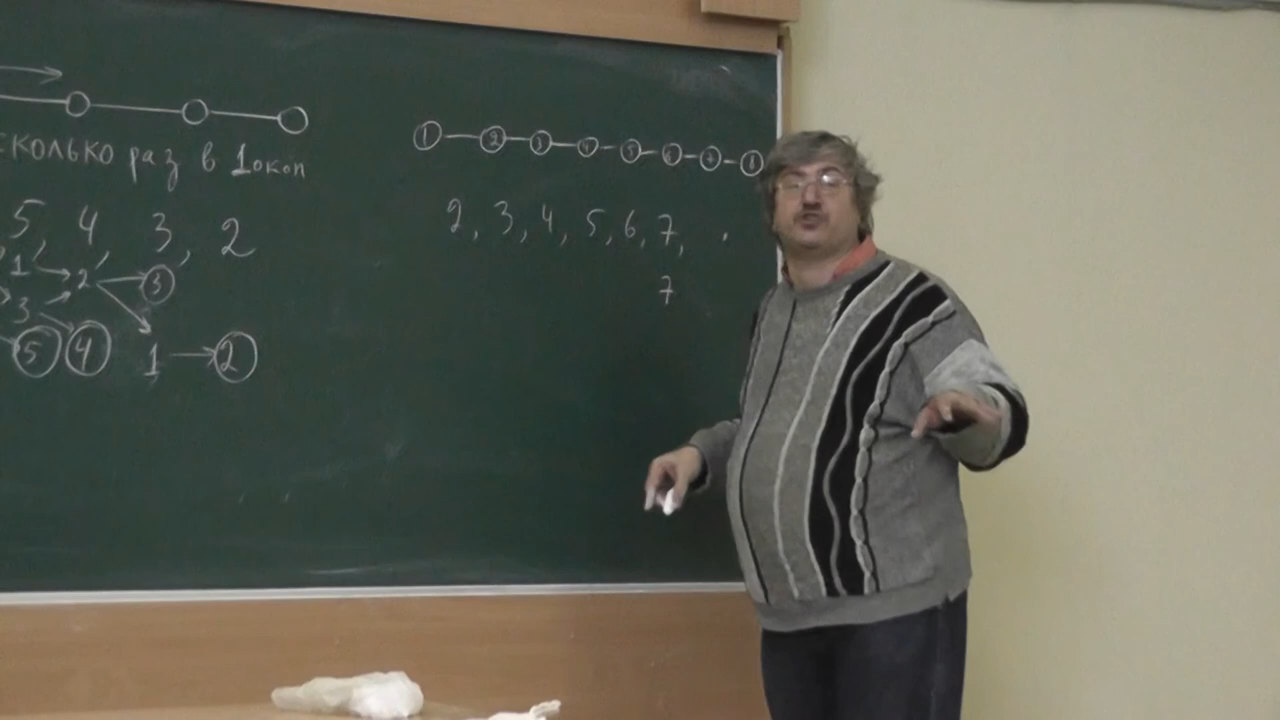 сколько раз в 1 окоп
5, 4, 3, 2
1 → 2 → 3
3
5 4 1 → 2
1 2 3 4 5 6 7 8
2, 3, 4, 5, 6, 7,
7